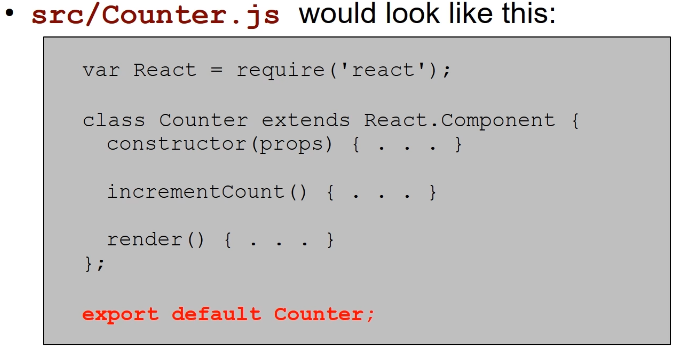 • src/Counter.js would look like this:
var React = require('react');
class Counter extends React.Component {
constructor(props) { . . . }
incrementCount() { . . . }
render() { . . . }
};
export default Counter;